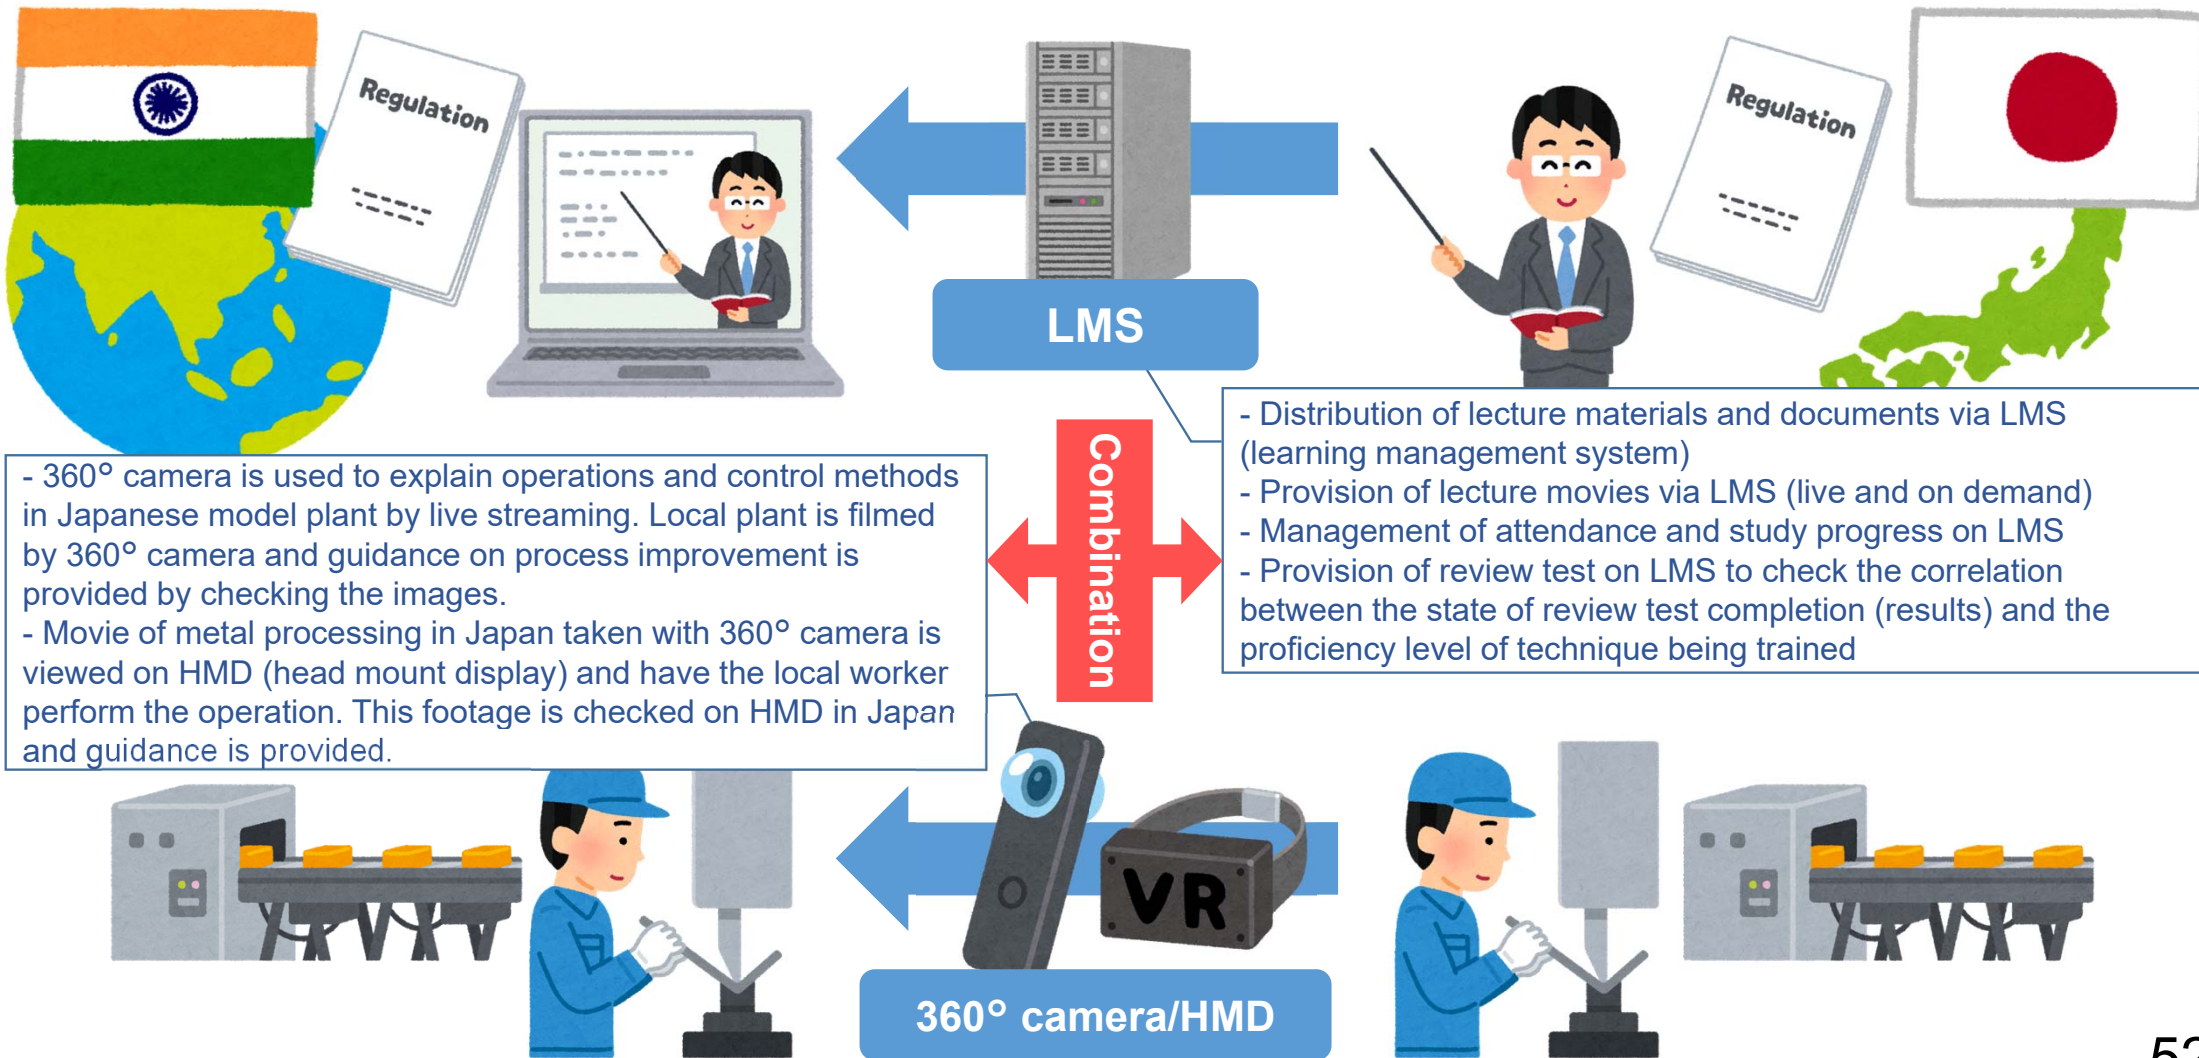 Regulation
Regulation
LMS
- Distribution of lecture materials and documents via LMS
(learning management system)
- Provision of lecture movies via LMS (live and on demand)
- Management of attendance and study progress on LMS
- Provision of review test on LMS to check the correlation
between the state of review test completion (results) and the
proficiency level of technique being trained
Combination
- 360° camera is used to explain operations and control methods
in Japanese model plant by live streaming. Local plant is filmed
by 360° camera and guidance on process improvement is
provided by checking the images.
- Movie of metal processing in Japan taken with 360° camera is
viewed on HMD (head mount display) and have the local worker
perform the operation. This footage is checked on HMD in Japan
and guidance is provided.
VR
360° camera/HMD